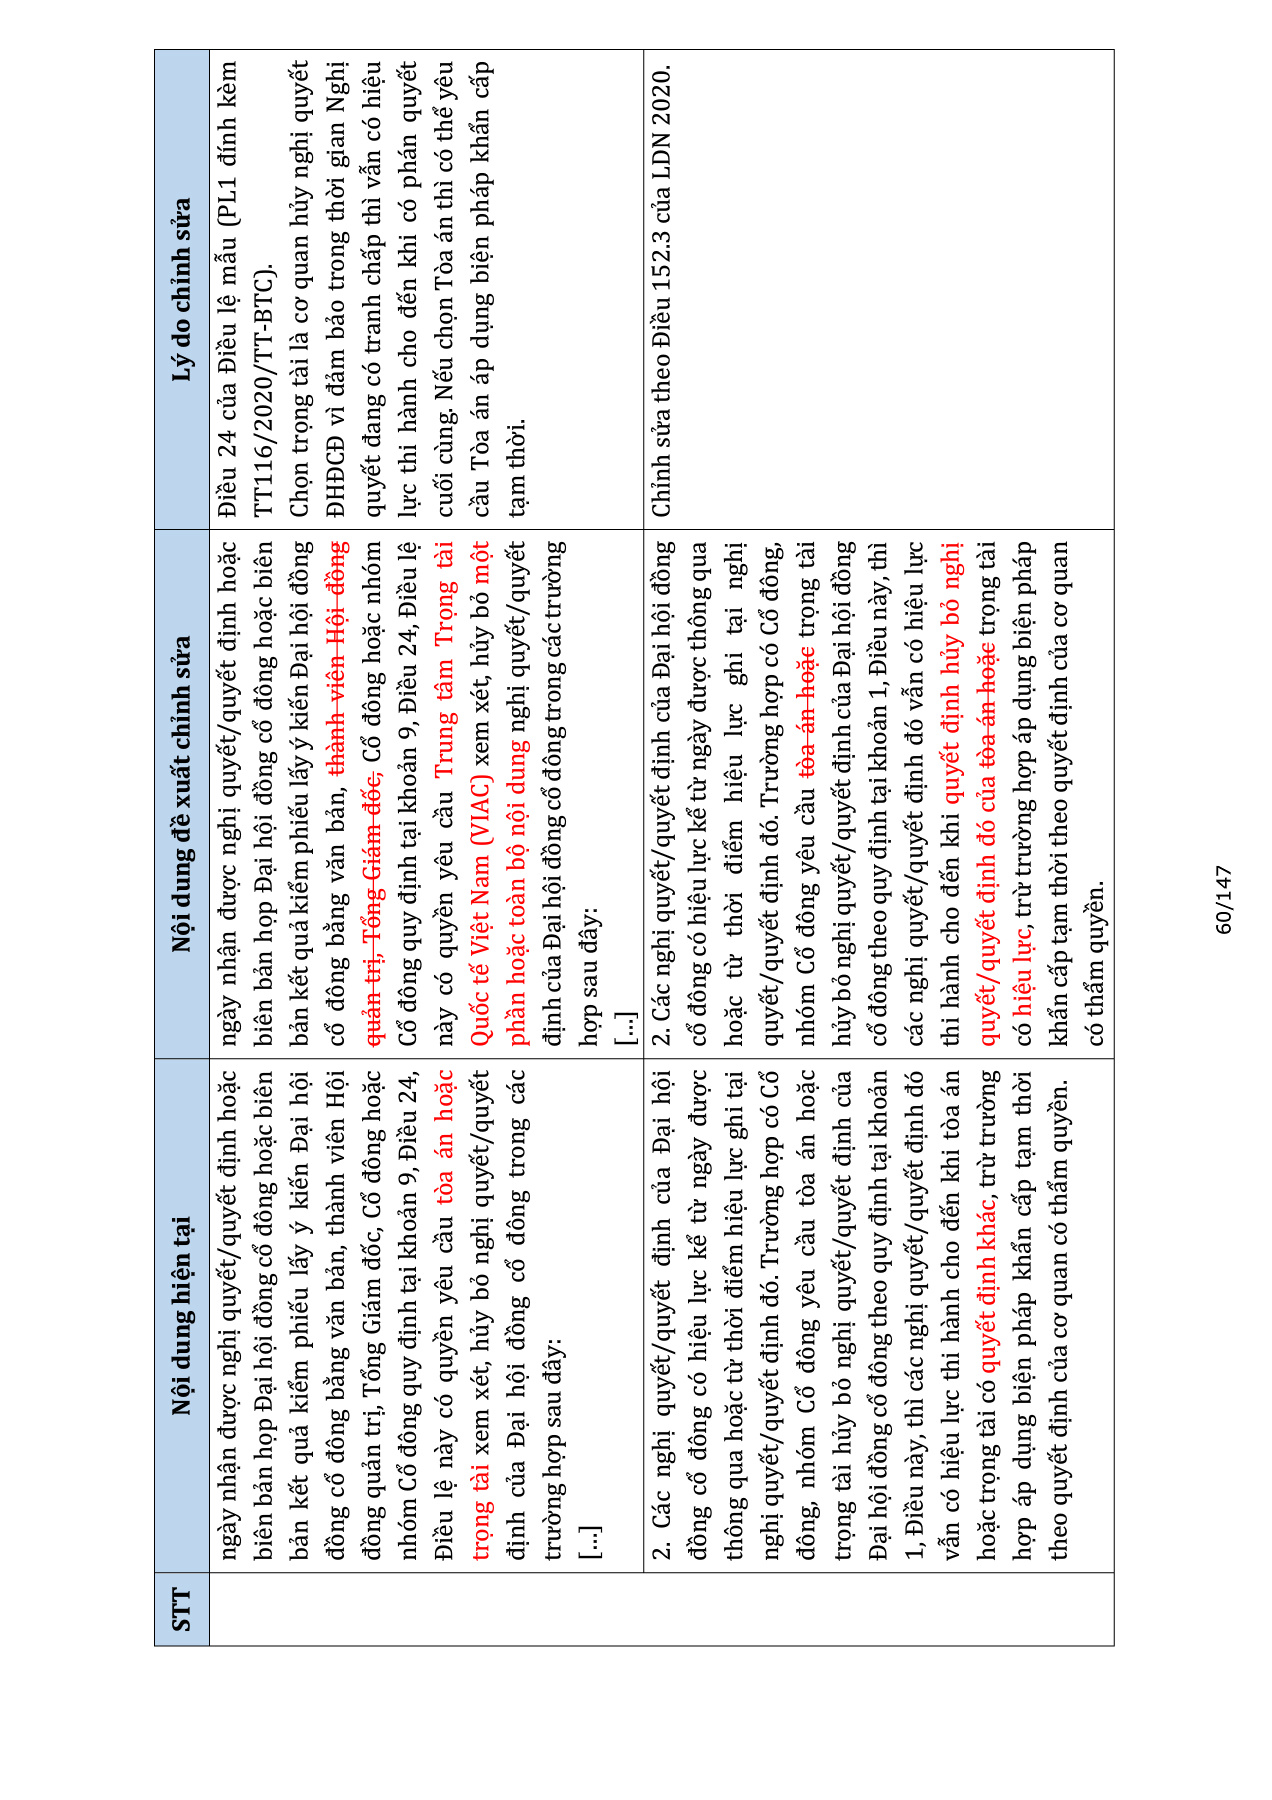 STT
Nội dung hiện tại
Nội dung đề xuất chỉnh sửa
Lý do chỉnh sửa
ngày nhận được nghị quyết/quyết định hoặc
biên bản họp Đại hội đồng cổ đông hoặc biên
bản kết quả kiểm phiếu lấy ý kiến Đại hội
đồng cổ đông bằng văn bản, thành viên Hội
đồng quản trị, Tổng Giám đốc, Cổ đông hoặc
nhóm Cổ đông quy định tại khoản 9, Điều 24,
Điều lệ này có quyền yêu cầu tòa án hoặc
trọng tài xem xét, hủy bỏ nghị quyết/quyết
định của Đại hội đồng cổ đông trong các
trường hợp sau đây:
[...]
ngày nhận được nghị quyết/quyết định hoặc
biên bản họp Đại hội đồng cổ đông hoặc biên
bản kết quả kiểm phiếu lấy ý kiến Đại hội đồng
cổ đông bằng văn bản, thành viên Hội đồng
quản trị, Tổng Giám đốc, Cổ đông hoặc nhóm
Cổ đông quy định tại khoản 9, Điều 24, Điều lệ
này có quyền yêu cầu Trung tâm Trọng tài
Quốc tế Việt Nam (VIAC) xem xét, hủy bỏ một
phần hoặc toàn bộ nội dung nghị quyết/quyết
định của Đại hội đồng cổ đông trong các trường
hợp sau đây:
[...]
Điều 24 của Điều lệ mẫu (PL1 đính kèm
TT116/2020/TT-BTC).
Chọn trọng tài là cơ quan hủy nghị quyết
ĐHĐCĐ vì đảm bảo trong thời gian Nghị
quyết đang có tranh chấp thì vẫn có hiệu
lực thi hành cho đến khi có phán quyết
cuối cùng. Nếu chọn Tòa án thì có thể yêu
cầu Tòa án áp dụng biện pháp khẩn cấp
tạm thời.
2. Các nghị quyết/quyết định của Đại hội
đồng cổ đông có hiệu lực kể từ ngày được
thông qua hoặc từ thời điểm hiệu lực ghi tại
nghị quyết/quyết định đó. Trường hợp có Cổ
đông, nhóm Cổ đông yêu cầu tòa án hoặc
trọng tài hủy bỏ nghị quyết/quyết định của
Đại hội đồng cổ đông theo quy định tại khoản
1, Điều này, thì các nghị quyết/quyết định đó
vẫn có hiệu lực thi hành cho đến khi tòa án
hoặc trọng tài có quyết định khác, trừ trường
hợp áp dụng biện pháp khẩn cấp tạm thời
theo quyết định của cơ quan có thẩm quyền.
2. Các nghị quyết/quyết định của Đại hội đồng
cổ đông có hiệu lực kể từ ngày được thông qua
hoặc từ thời điểm hiệu lực ghi tại nghị
quyết/quyết định đó. Trường hợp có Cổ đông,
nhóm Cổ đông yêu cầu tòa án hoặc trọng tài
hủy bỏ nghị quyết/quyết định của Đại hội đồng
cổ đông theo quy định tại khoản 1, Điều này, thì
các nghị quyết/quyết định đó vẫn có hiệu lực
thi hành cho đến khi quyết định hủy bỏ nghị
quyết/quyết định đó của tòa án hoặc trọng tài
có hiệu lực, trừ trường hợp áp dụng biện pháp
khẩn cấp tạm thời theo quyết định của cơ quan
có thẩm quyền.
Chỉnh sửa theo Điều 152.3 của LDN 2020.
60/147